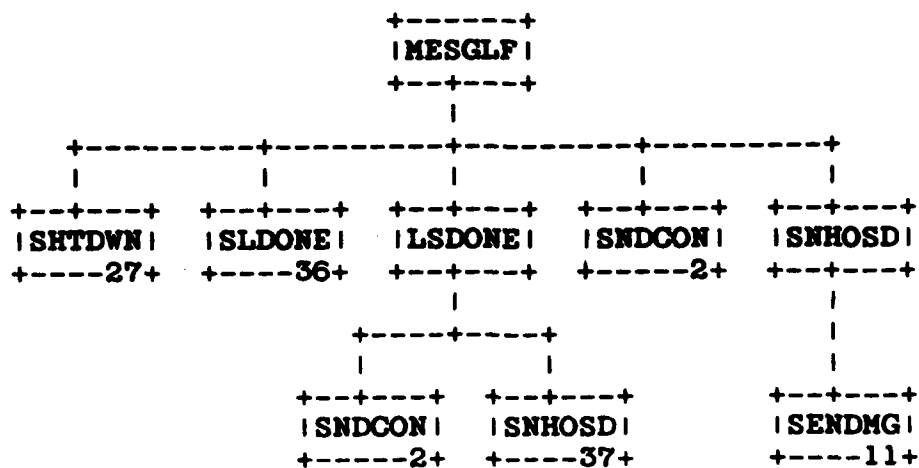 MESGLF
SHTDWN SLDONE LSDONE SNDCON SNHOSD
27 36 2
SNDCON SNHOSD SENDMG
2 37 11